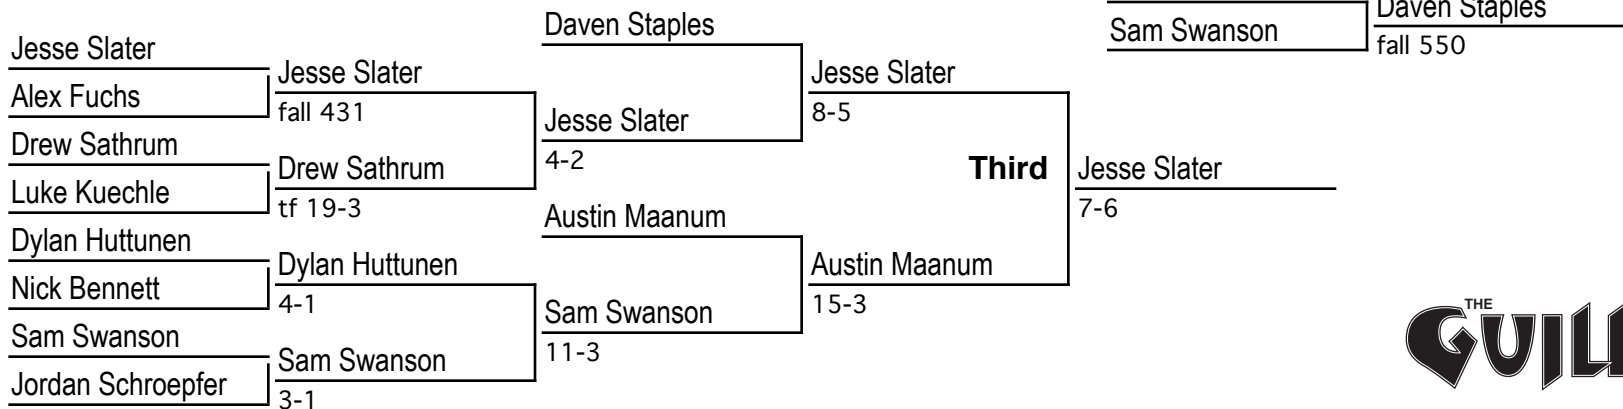 Jesse Slater
Alex Fuchs
Drew Sathrum
Luke Kuechle
Dylan Huttunen
Nick Bennett
Sam Swanson
Jordan Schroepfer
Jesse Slater
fall 431
Drew Sathrum
tf 19-3
Dylan Huttunen
4-1
Sam Swanson
3-1
Daven Staples
Jesse Slater
4-2
Austin Maanum
Sam Swanson
11-3
Jesse Slater
8-5
Austin Maanum
15-3
Third
Jesse Slater
7-6
Sam Swanson
Daven Staples
fall 550
THE